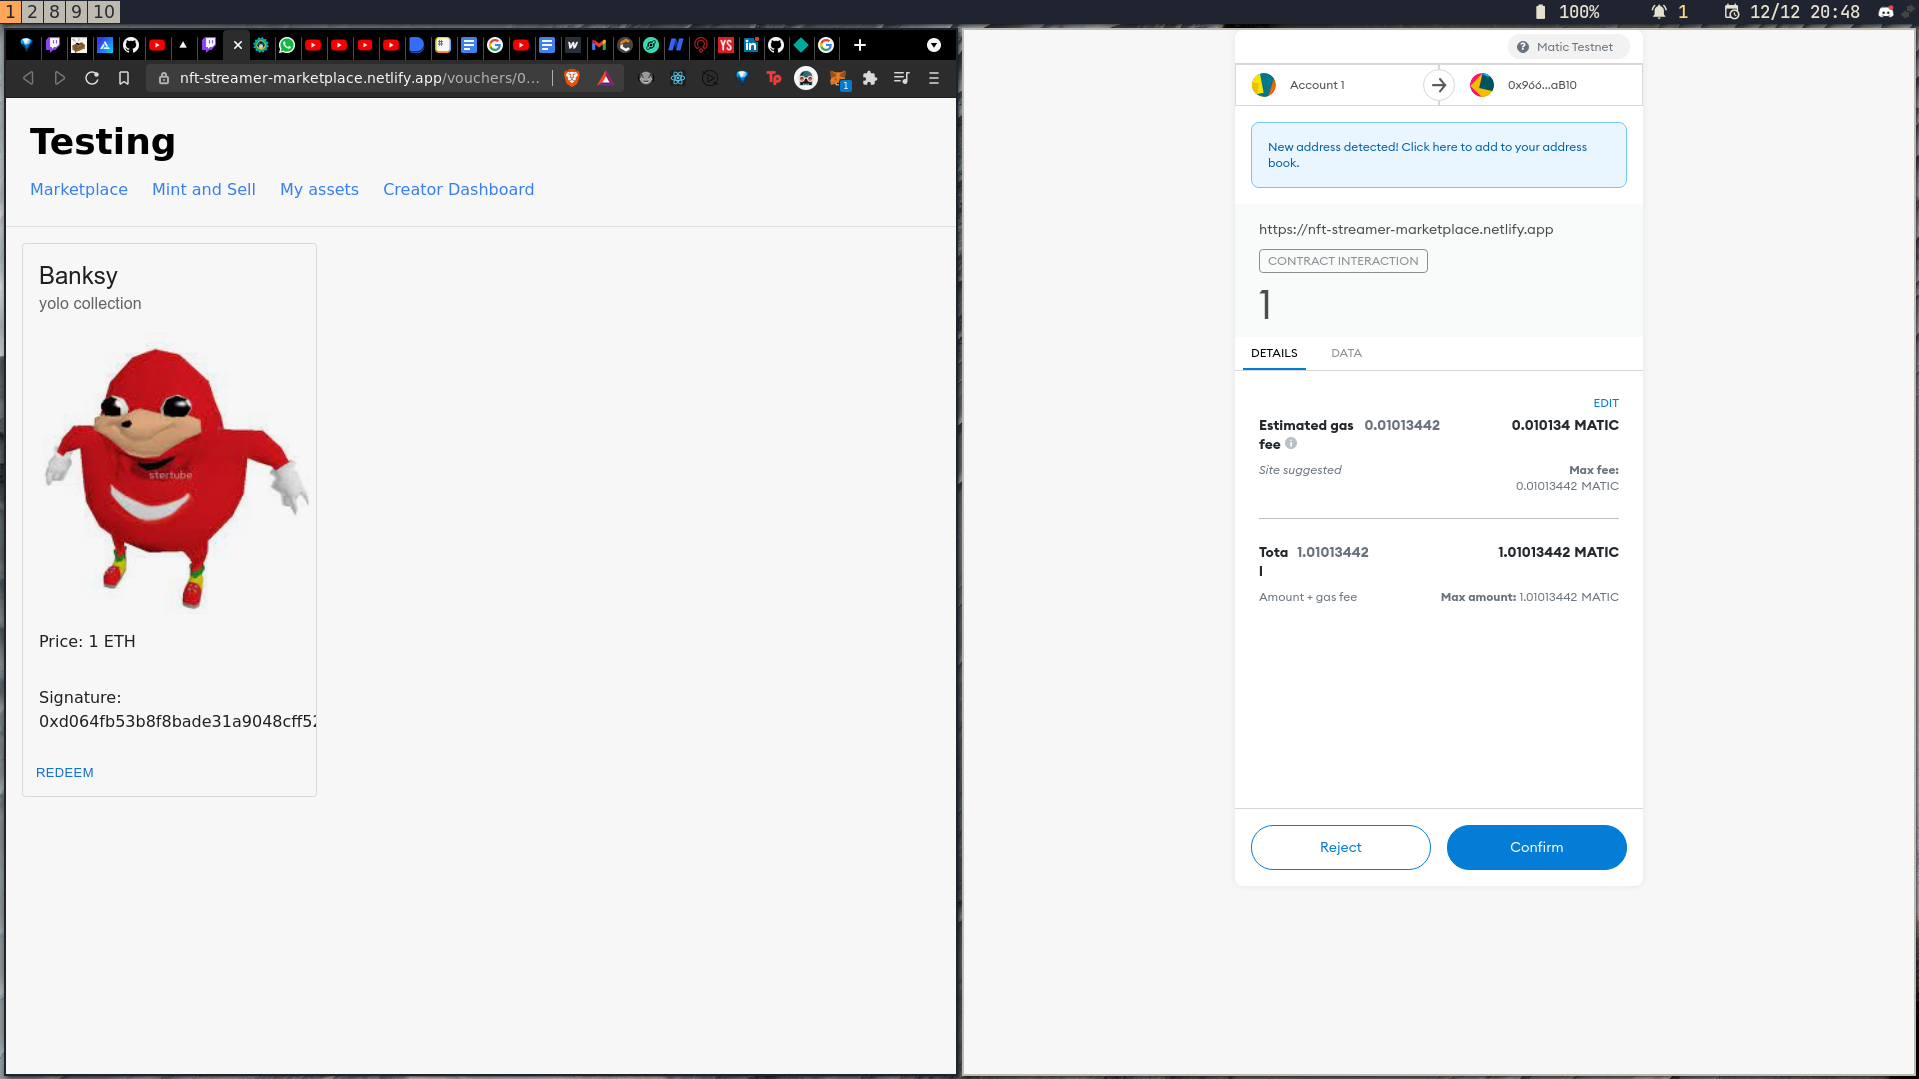 1 2 8 9 10
100%
1
12/12 20:48
nft-streamer-marketplace.netlify.app/vouchers/0...
1
Testing
Marketplace Mint and Sell My assets Creator Dashboard
Banksy
yolo collection
stertube
Price: 1 ETH
Signature:
0xd064fb53b8f8bade31a9048cff52
REDEEM
Matic Testnet
Account 1
0x966...aB10
New address detected! Click here to add to your address
book.
https://nft-streamer-marketplace.netlify.app
CONTRACT INTERACTION
1
DETAILS DATA
EDIT
Estimated gas 0.01013442 0.010134 MATIC
fee
Site suggested Max fee:
0.01013442 MATIC
Tota 1.01013442 1.01013442 MATIC
l
Amount + gas fee Max amount: 1.01013442 MATIC
Reject Confirm